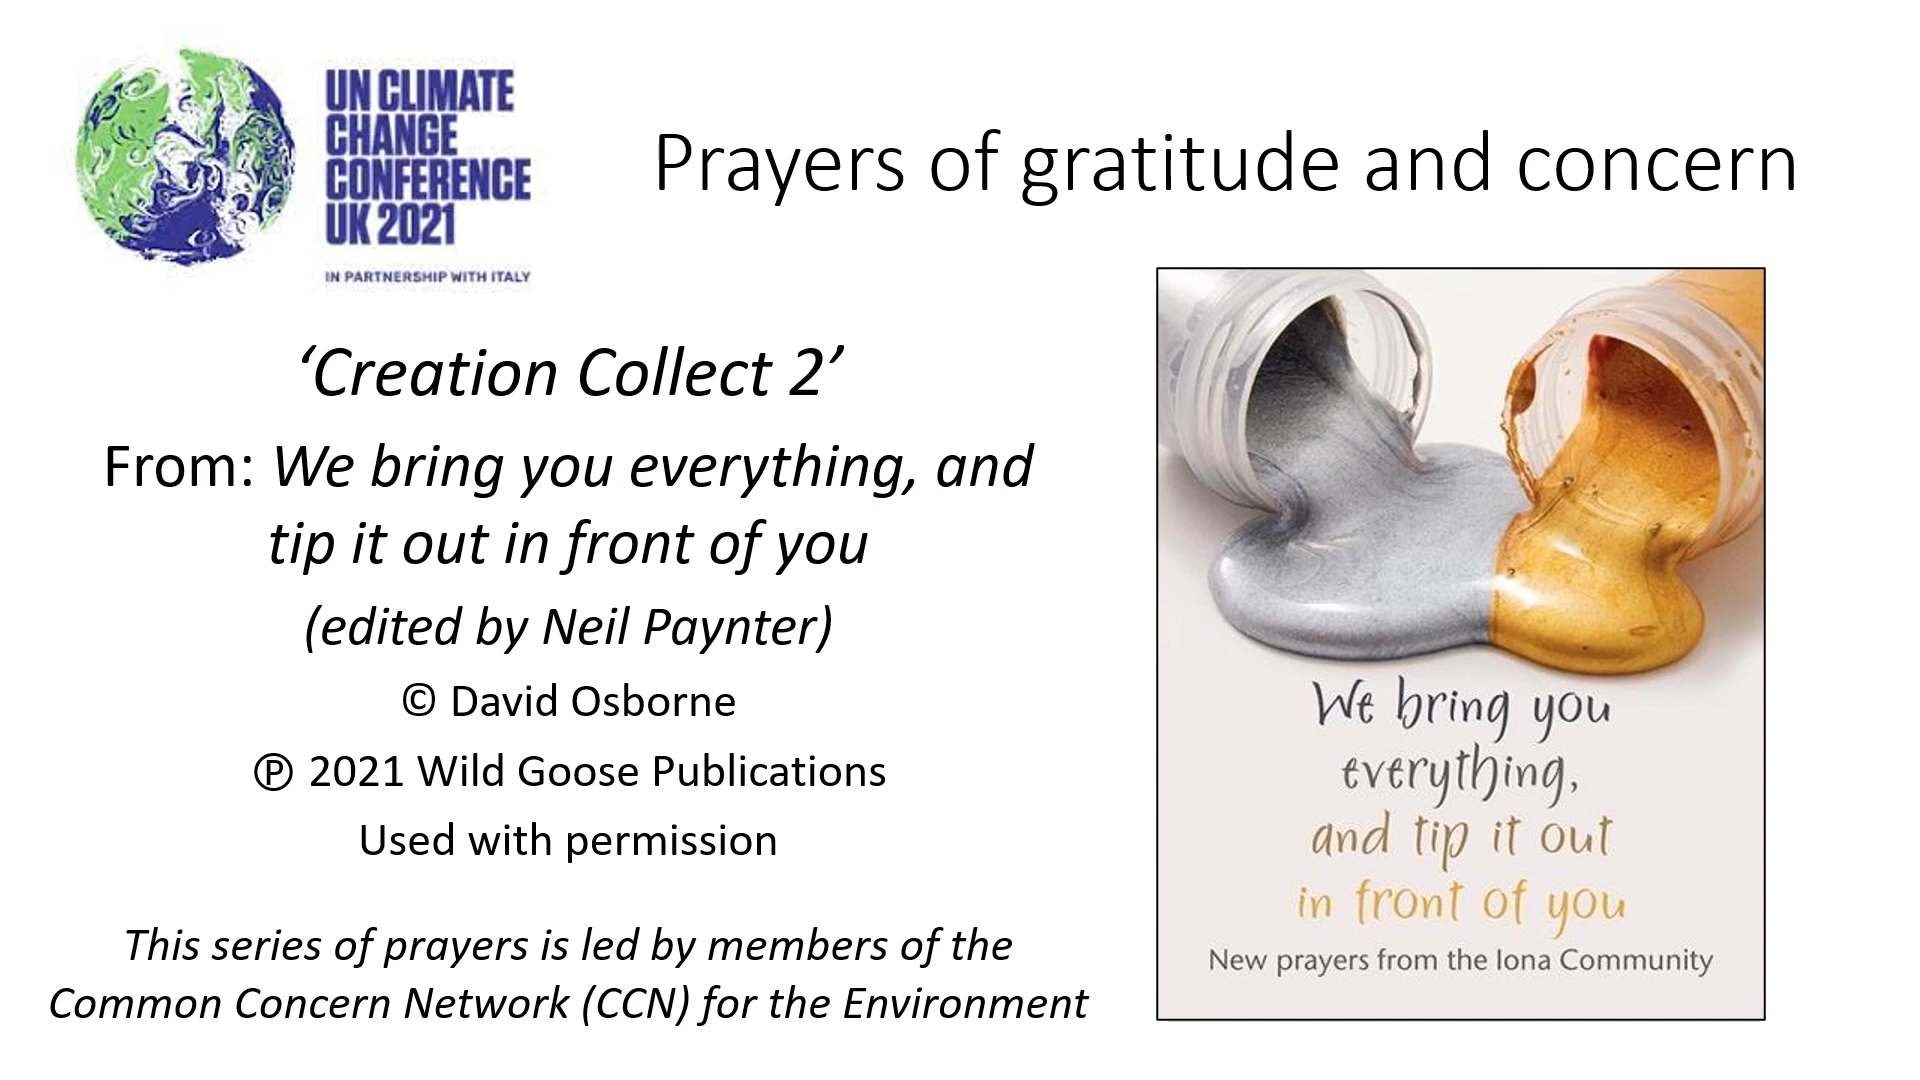 UN CLIMATE
CHANGE
CONFERENCE
UK 2021
IN PARTNERSHIP WITH ITALY
Prayers of gratitude and concern
‘Creation Collect 2’
From: We bring you everything, and
tip it out in front of you
(edited by Neil Paynter)
© David Osborne
℗ 2021 Wild Goose Publications
Used with permission
This series of prayers is led by members of the
Common Concern Network (CCN) for the Environment
We bring you
everything,
and tip it out
in front of you
New prayers from the Iona Community